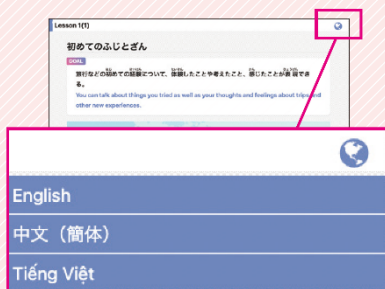 Lesson 1(1)
初めてのふじとざん
GOAL
旅行などの初めての経験について、体験したことや考えたこと、感じたことが表現でき
る。
You can talk about things you tried as well as your thoughts and feelings about trips and
other new experiences.
English
中文（简体）
Tiếng Việt